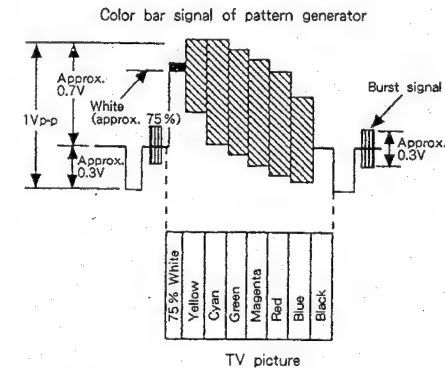 Color bar signal of pattern generator
Approx.
0.7V
White
(approx. 75%)
1Vp-p
Approx.
0.3V
Burst signal
Approx.
0.3V
75% White
Yellow
Cyan
Green
Magenta
Red
Blue
Black
TV picture